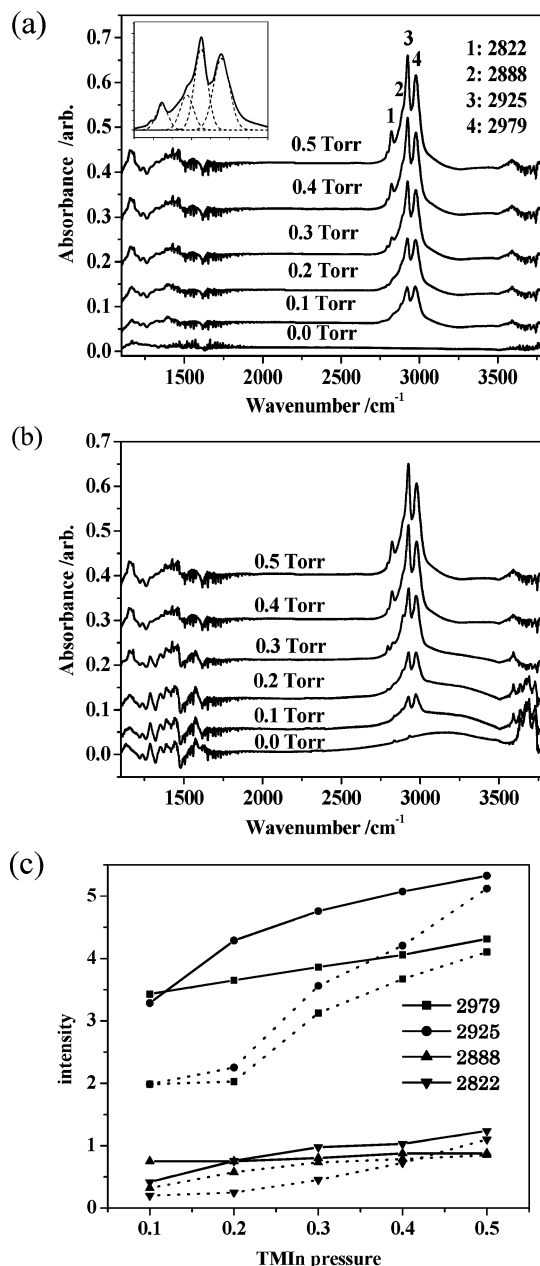 (a)
0.7
0.6
0.5
0.4
0.3
0.2
0.1
0.0
Absorbance /arb.
3
4
2
1
1: 2822
2: 2888
3: 2925
4: 2979
0.5 Torr
0.4 Torr
0.3 Torr
0.2 Torr
0.1 Torr
0.0 Torr
1500 2000 2500 3000 3500
Wavenumber /cm-1
(b)
0.7
0.6
0.5
0.4
0.3
0.2
0.1
0.0
Absorbance /arb.
0.5 Torr
0.4 Torr
0.3 Torr
0.2 Torr
0.1 Torr
0.0 Torr
1500 2000 2500 3000 3500
Wavenumber /cm-1
(c)
5
4
3
2
1
0
intensity
2979
2925
2888
2822
0.1 0.2 0.3 0.4 0.5
TMIn pressure